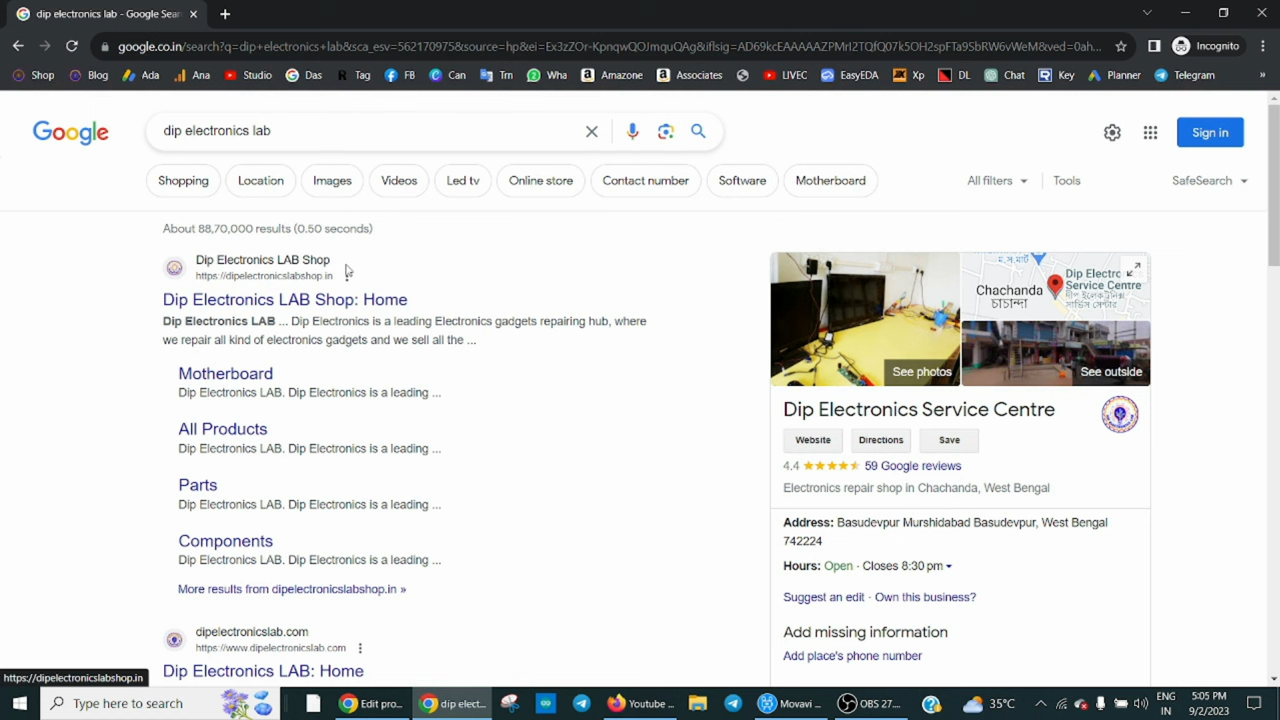 dip electronics lab - Google Sear
google.co.in/search?q=dip+electronics+lab&sca_esv=562170975&source=hp&ei=Ex3zZOr-KpnqwQOJmquQAg&iflsig=AD69kcEAAAAAZPMrI2TQfQ07k5OH2spFTa9SbRW6vWeM&ved=0ah...
Incognito
Shop Blog Ada Ana Studio Das Tag FB Can Trn Wha Amazone Associates LIVEC EasyEDA Xp DL Chat Key Planner Telegram »
Google
dip electronics lab
Sign in
Shopping Location Images Videos Led tv Online store Contact number Software Motherboard All filters Tools SafeSearch
About 88,70,000 results (0.50 seconds)
Dip Electronics LAB Shop
https://dipelectronicslabshop.in
Dip Electronics LAB Shop: Home
Dip Electronics LAB ... Dip Electronics is a leading Electronics gadgets repairing hub, where
we repair all kind of electronics gadgets and we sell all the ...
Motherboard
Dip Electronics LAB. Dip Electronics is a leading ...
All Products
Dip Electronics LAB. Dip Electronics is a leading ...
Parts
Dip Electronics LAB. Dip Electronics is a leading ...
Components
Dip Electronics LAB. Dip Electronics is a leading ...
More results from dipelectronicslabshop.in »
dipelectronicslab.com
https://www.dipelectronicslab.com
Dip Electronics LAB: Home
ম.স.মার্ট
Dip Electro
Service Centre
Chachanda
চাচান্দা
See photos
See outside
Dip Electronics Service Centre
Website Directions Save
4.4 59 Google reviews
Electronics repair shop in Chachanda, West Bengal
Address: Basudevpur Murshidabad Basudevpur, West Bengal
742224
Hours: Open · Closes 8:30 pm
Suggest an edit · Own this business?
Add missing information
Add place's phone number
https://dipelectronicslabshop.in
Type here to search
Edit pro...
dip elect...
Youtube ...
Movavi ...
OBS 27....
35°C
ENG
IN
5:05 PM
9/2/2023